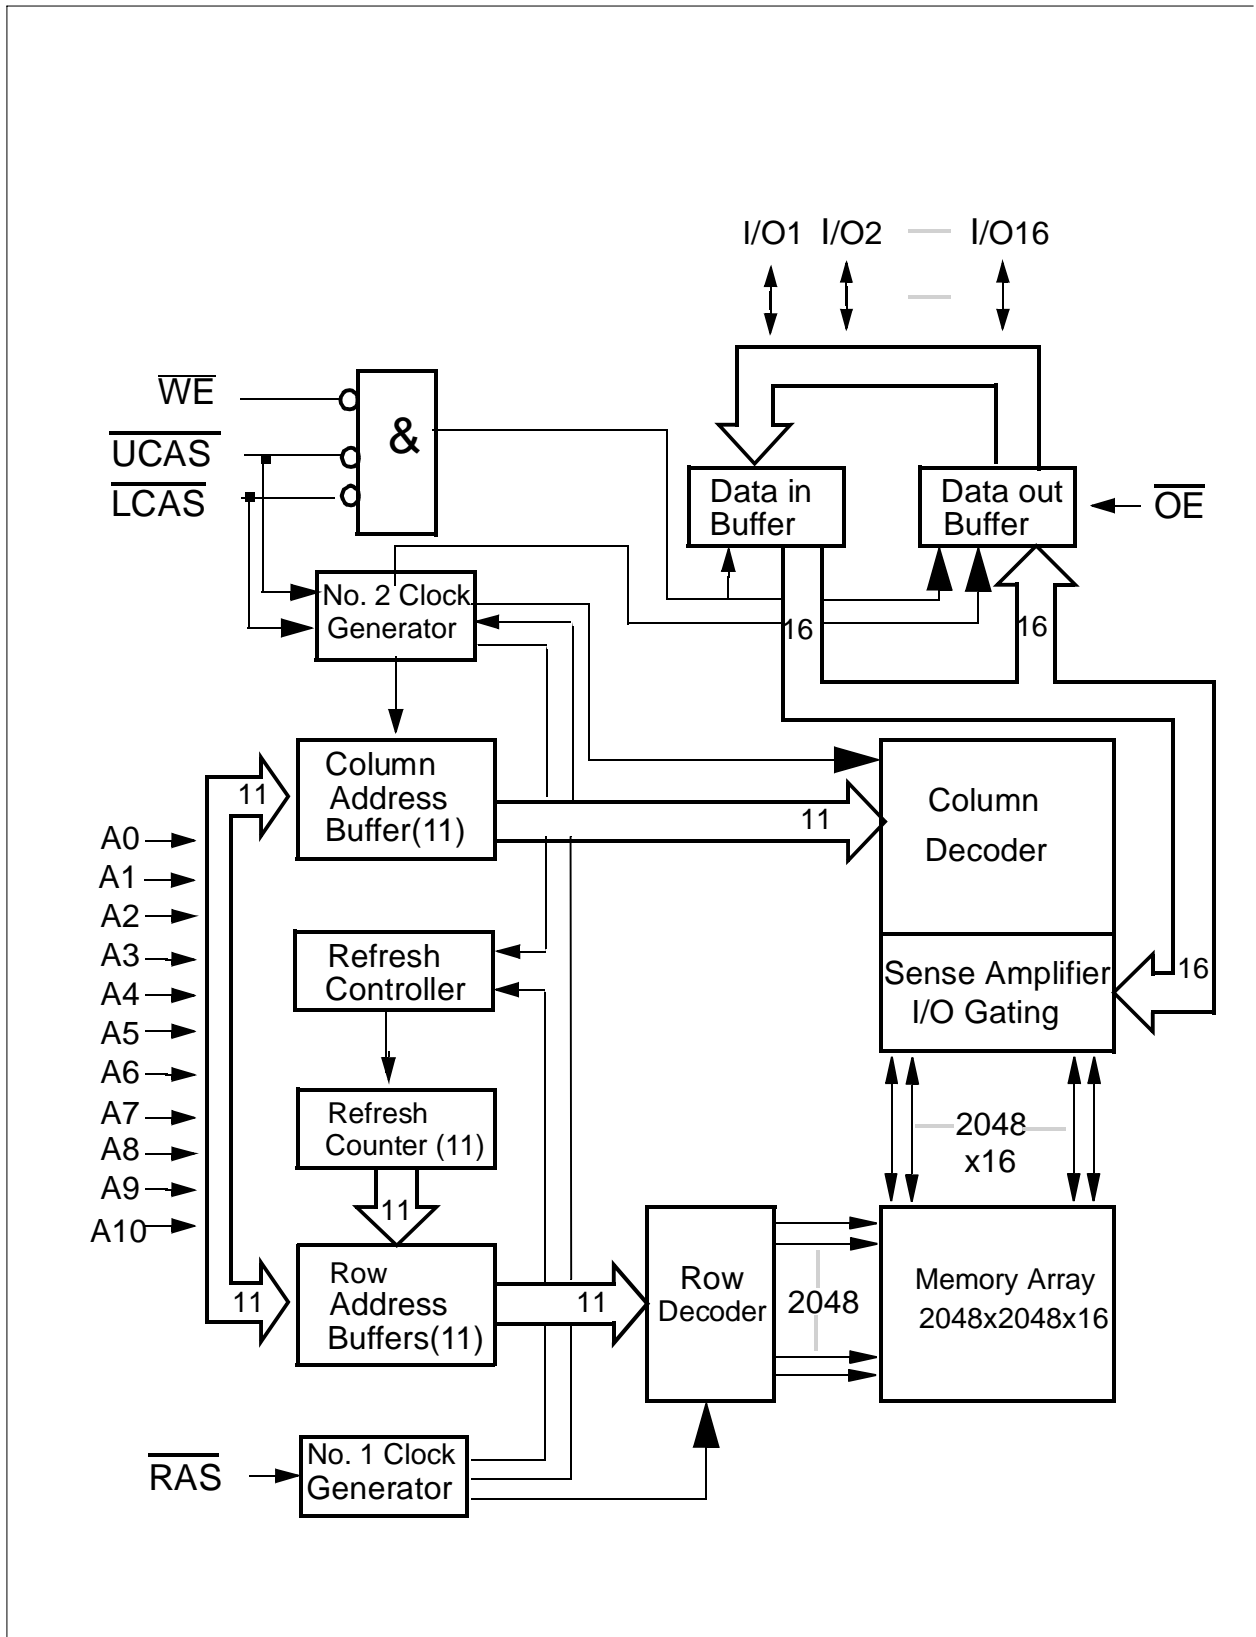 I/O1 I/O2 I/O16
WE
&
UCAS
LCAS
Data in
Buffer
Data out
Buffer
OE
No. 2 Clock
Generator
16
16
Column
Address
Buffer(11)
11
11
Column
Decoder
A0
A1
A2
A3
A4
A5
A6
A7
A8
A9
A10
Refresh
Controller
Sense Amplifier
I/O Gating
16
Refresh
Counter (11)
2048
x16
11
Row
Address
Buffers(11)
11
11
Row
Decoder
2048
Memory Array
2048x2048x16
RAS
No. 1 Clock
Generator